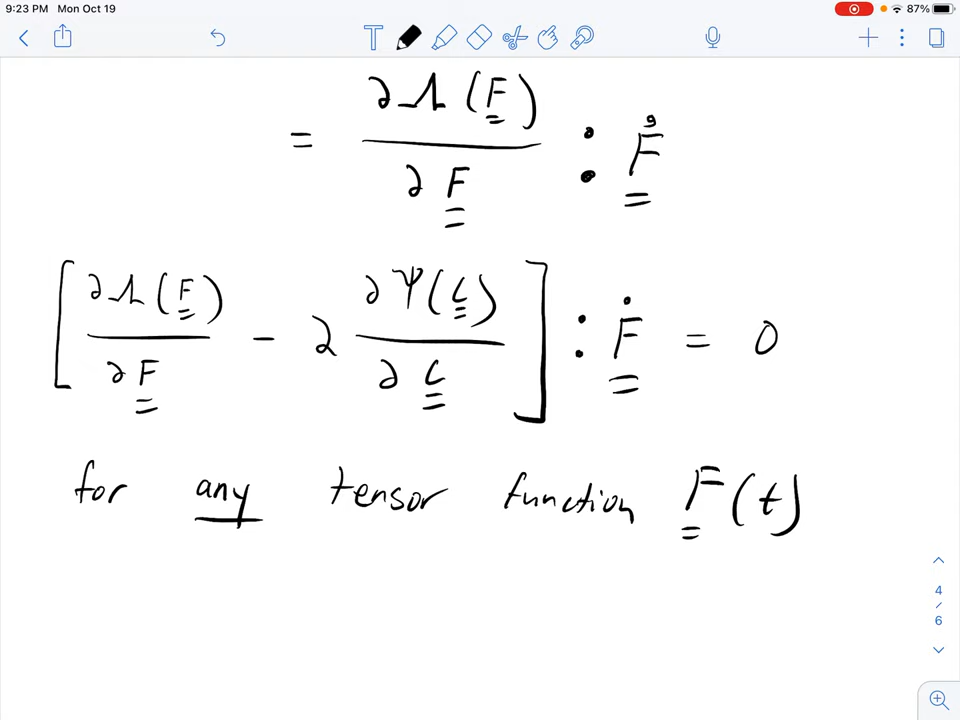 9:23 PM Mon Oct 19 87%
T
= ∂Λ(F) / ∂F : Ḟ
[ ∂Λ(F) / ∂F − 2 ∂Ψ(C) / ∂C ] : Ḟ = 0
for any tensor function F(t)
4
/
6